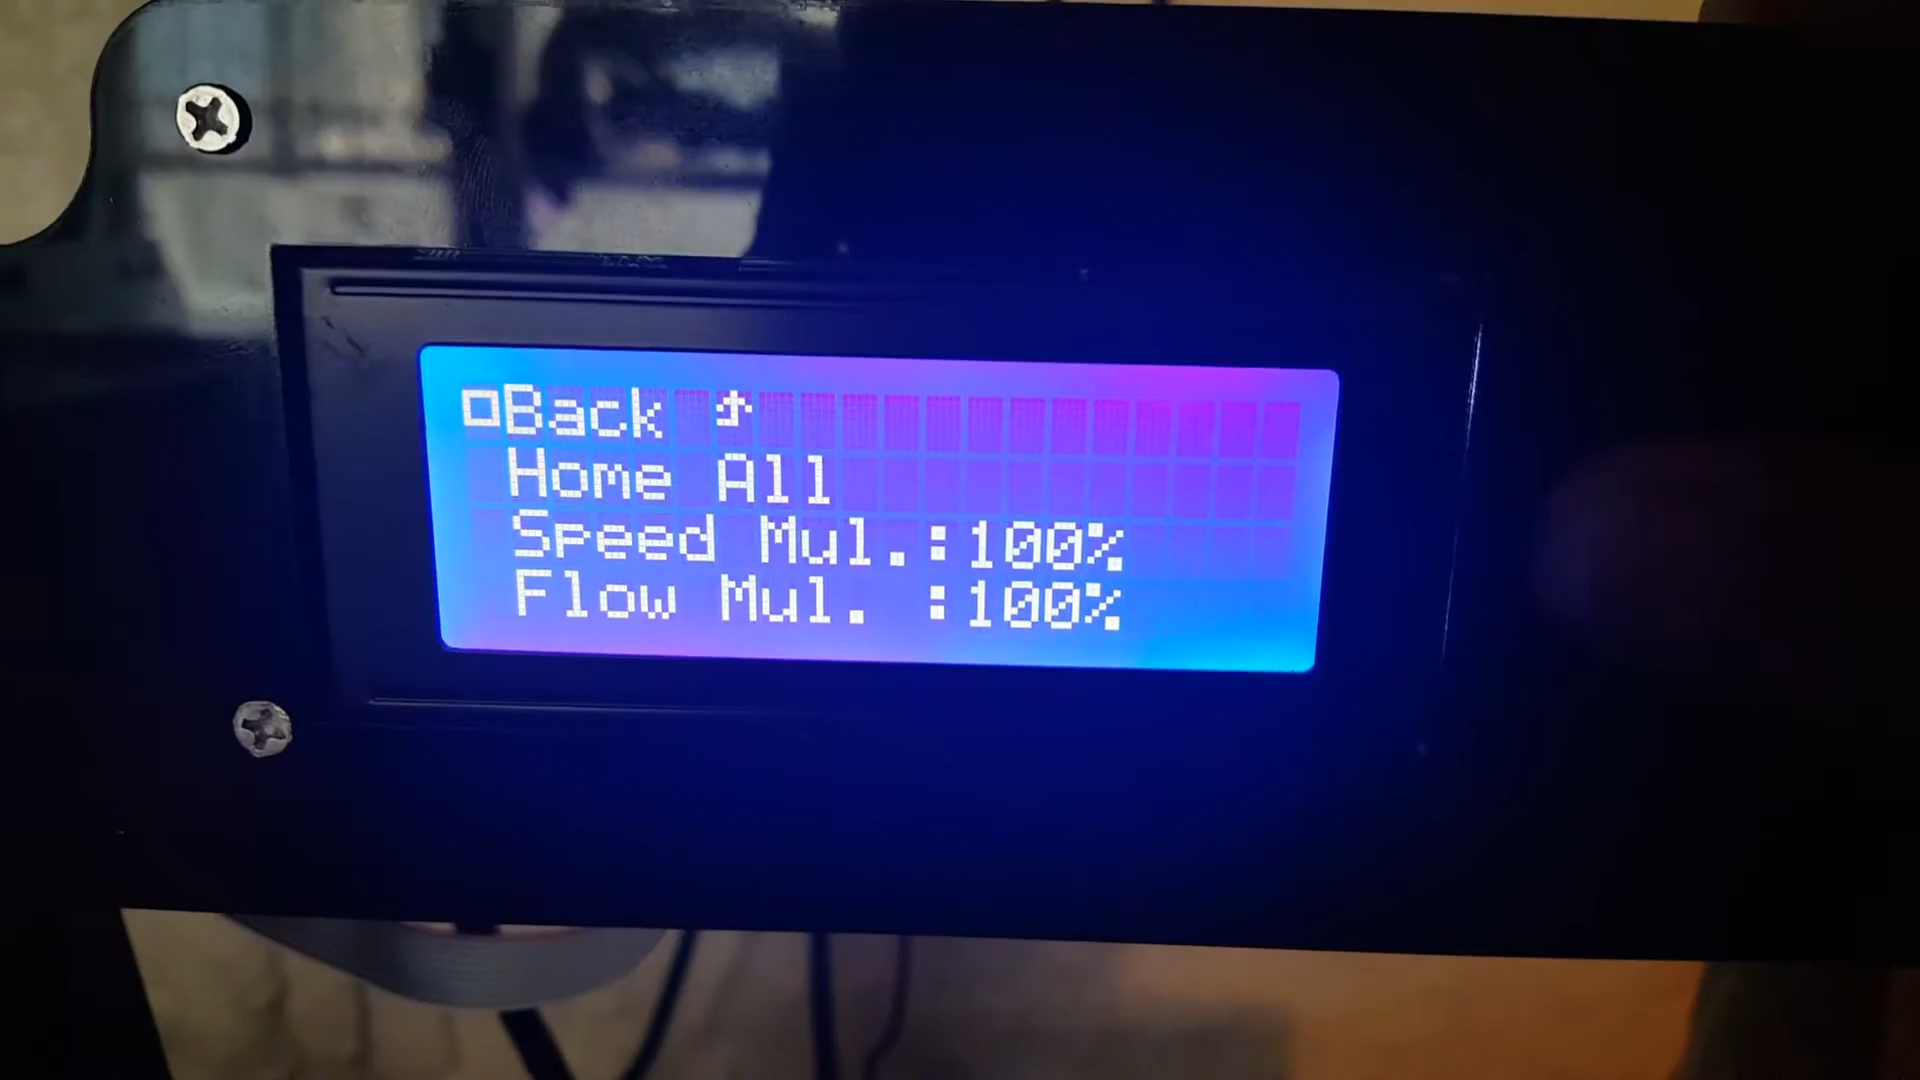 □Back ⮥
Home All
Speed Mul.:100%
Flow Mul. :100%